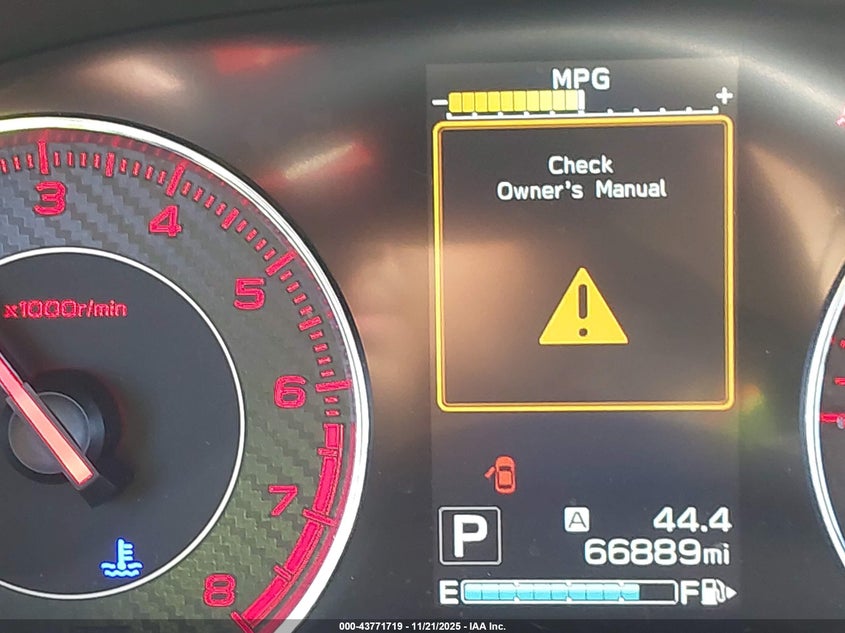 MPG
- +
Check
Owner's Manual
3
4
5
x1000r/min
6
7
8
P
A 44.4
66889mi
E F
000-43771719 - 11/21/2025 - IAA Inc.